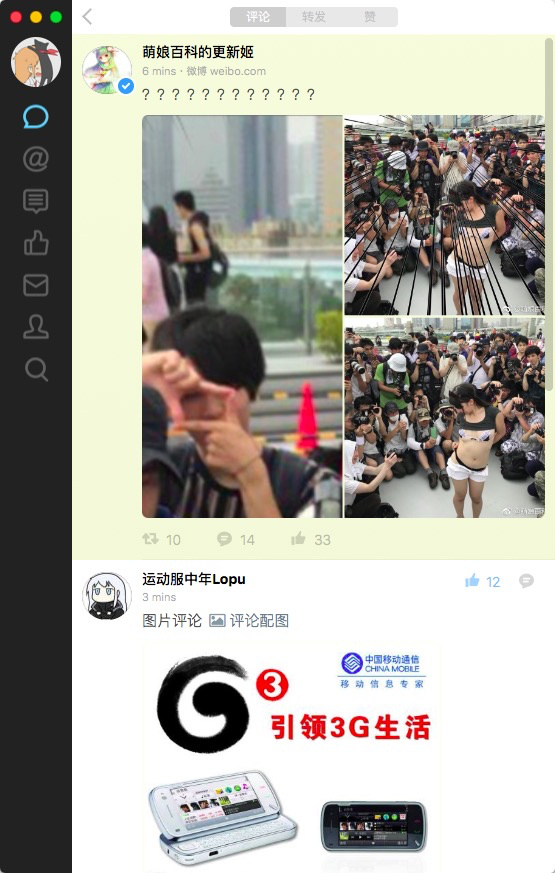 评论
转发
赞
萌娘百科的更新姬
6 mins · 微博 weibo.com
？？？？？？？？？？？？
10
14
33
运动服中年Lopu
3 mins
12
图片评论 评论配图
3
中国移动通信
CHINA MOBILE
移动信息专家
引领3G生活